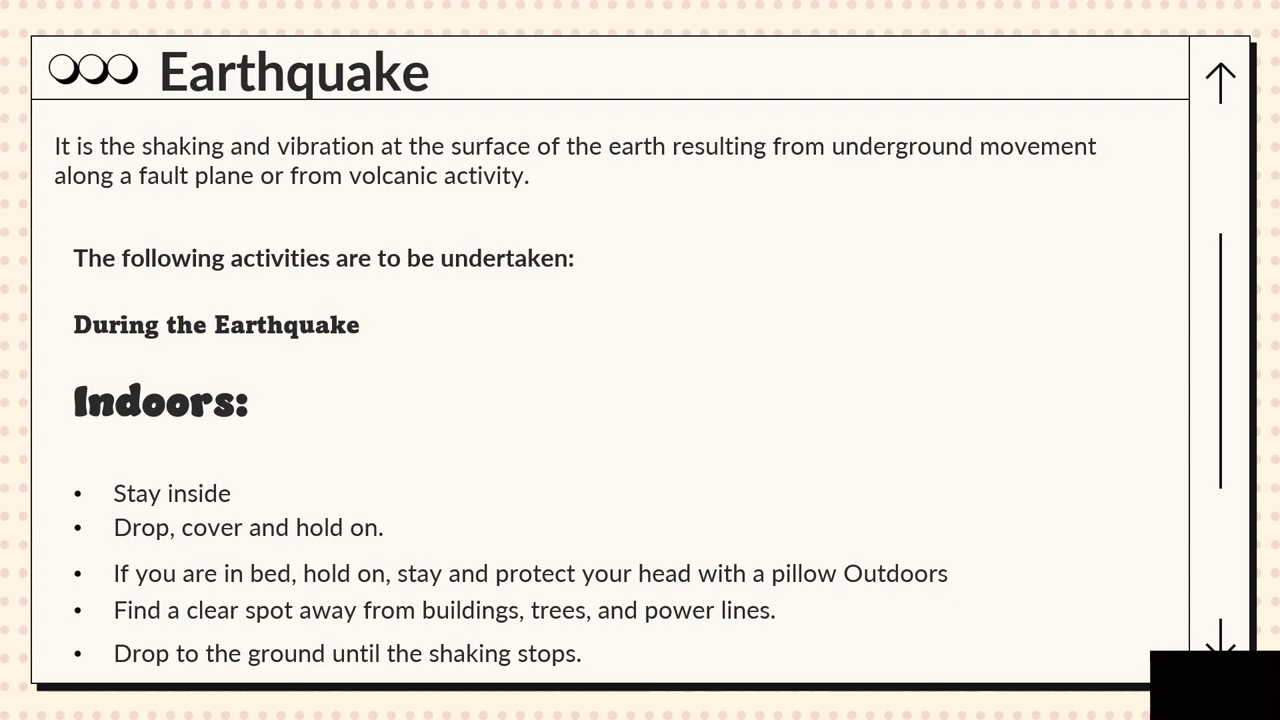 Earthquake
It is the shaking and vibration at the surface of the earth resulting from underground movement
along a fault plane or from volcanic activity.
The following activities are to be undertaken:
During the Earthquake
Indoors:
• Stay inside
• Drop, cover and hold on.
• If you are in bed, hold on, stay and protect your head with a pillow Outdoors
• Find a clear spot away from buildings, trees, and power lines.
• Drop to the ground until the shaking stops.